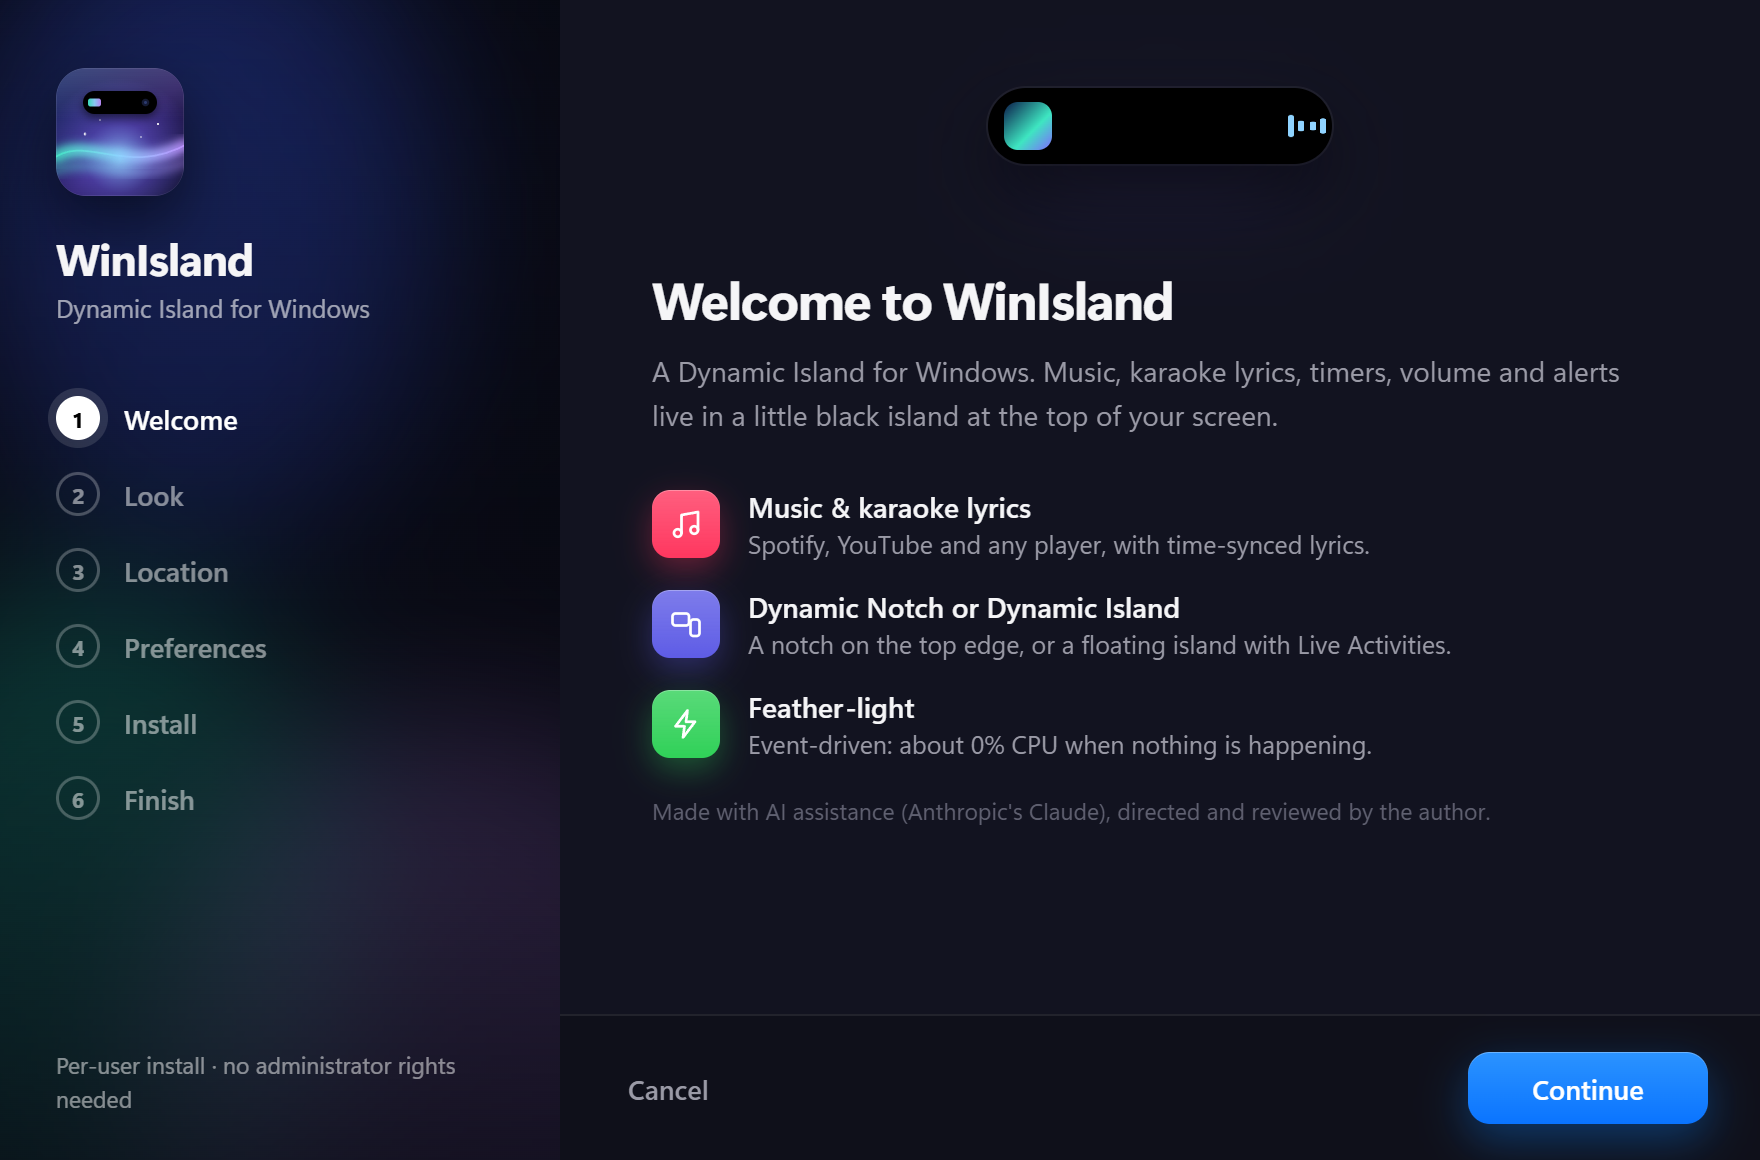 WinIsland
Dynamic Island for Windows
1 Welcome
2 Look
3 Location
4 Preferences
5 Install
6 Finish
Per-user install · no administrator rights
needed
Welcome to WinIsland
A Dynamic Island for Windows. Music, karaoke lyrics, timers, volume and alerts
live in a little black island at the top of your screen.
Music & karaoke lyrics
Spotify, YouTube and any player, with time-synced lyrics.
Dynamic Notch or Dynamic Island
A notch on the top edge, or a floating island with Live Activities.
Feather-light
Event-driven: about 0% CPU when nothing is happening.
Made with AI assistance (Anthropic's Claude), directed and reviewed by the author.
Cancel
Continue